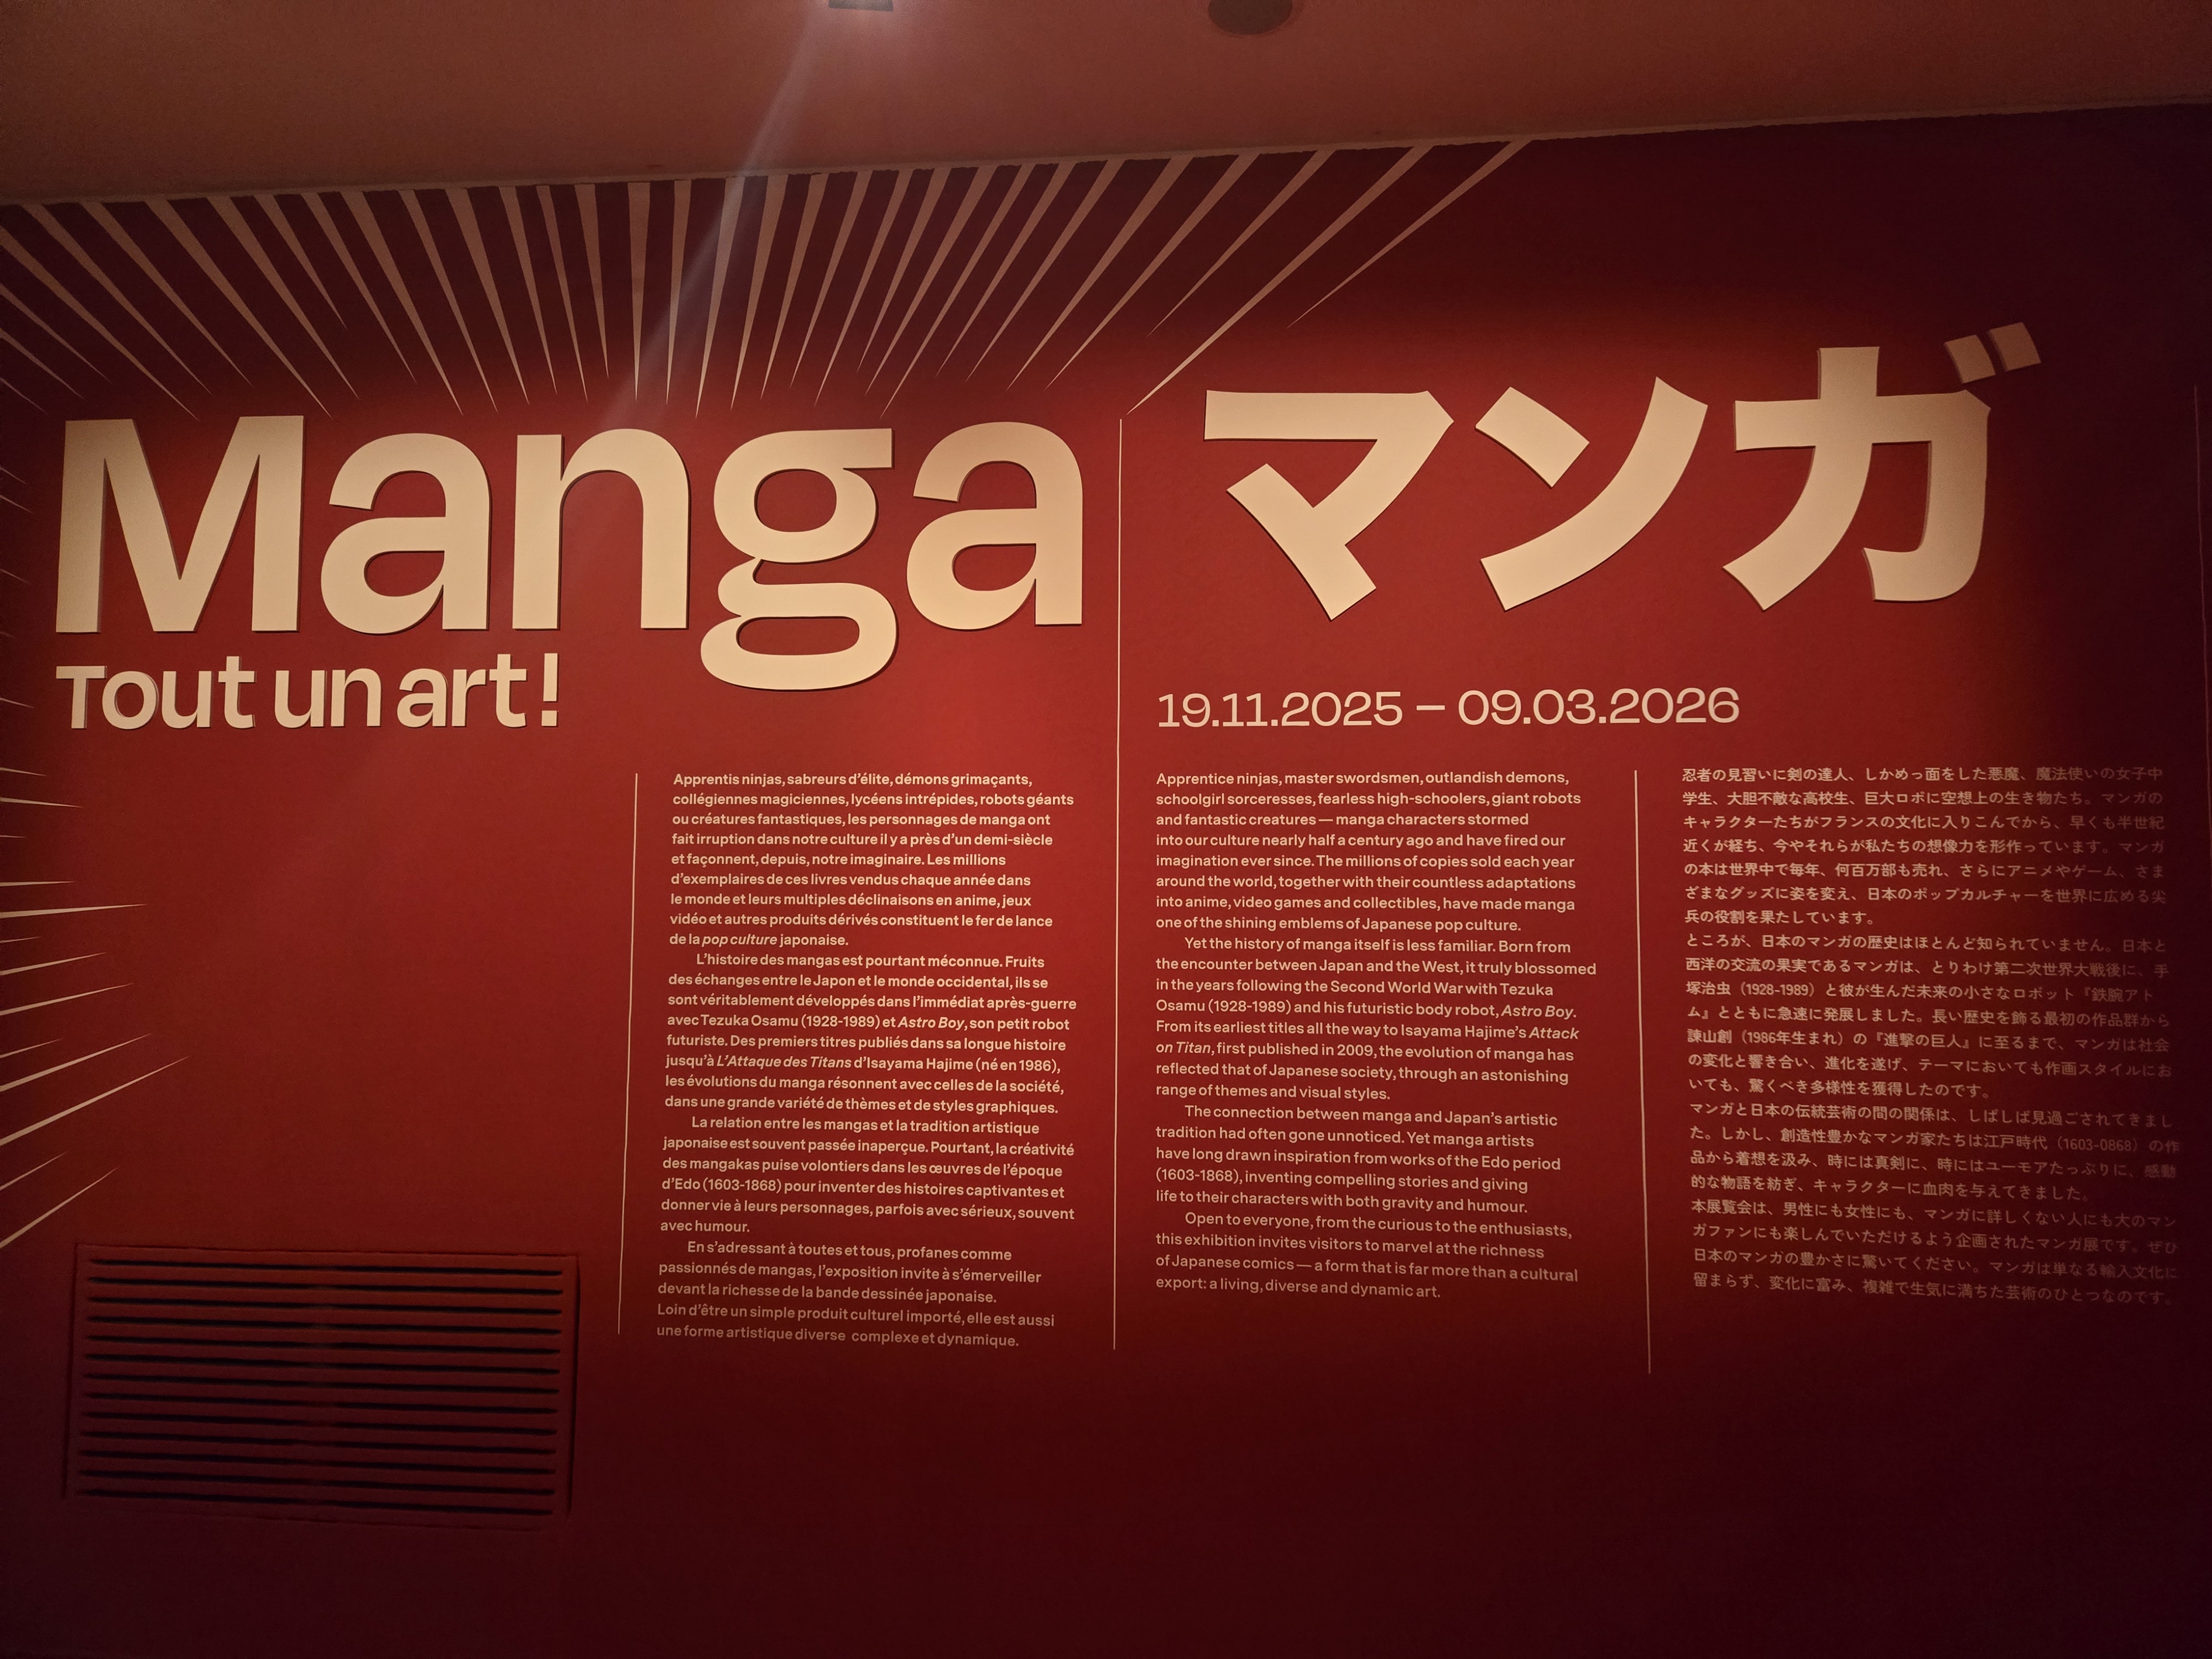 Manga
Tout un art !
マンガ
19.11.2025 – 09.03.2026
Apprentis ninjas, sabreurs d’élite, démons grimaçants,
collégiennes magiciennes, lycéens intrépides, robots géants
ou créatures fantastiques, les personnages de manga ont
fait irruption dans notre culture il y a près d’un demi-siècle
et façonnent, depuis, notre imaginaire. Les millions
d’exemplaires de ces livres vendus chaque année dans
le monde et leurs multiples déclinaisons en anime, jeux
vidéo et autres produits dérivés constituent le fer de lance
de la pop culture japonaise.
L’histoire des mangas est pourtant méconnue. Fruits
des échanges entre le Japon et le monde occidental, ils se
sont véritablement développés dans l’immédiat après-guerre
avec Tezuka Osamu (1928-1989) et Astro Boy, son petit robot
futuriste. Des premiers titres publiés dans sa longue histoire
jusqu’à L’Attaque des Titans d’Isayama Hajime (né en 1986),
les évolutions du manga résonnent avec celles de la société,
dans une grande variété de thèmes et de styles graphiques.
La relation entre les mangas et la tradition artistique
japonaise est souvent passée inaperçue. Pourtant, la créativité
des mangakas puise volontiers dans les œuvres de l’époque
d’Edo (1603-1868) pour inventer des histoires captivantes et
donner vie à leurs personnages, parfois avec sérieux, souvent
avec humour.
En s’adressant à toutes et tous, profanes comme
passionnés de mangas, l’exposition invite à s’émerveiller
devant la richesse de la bande dessinée japonaise.
Loin d’être un simple produit culturel importé, elle est aussi
une forme artistique diverse complexe et dynamique.
Apprentice ninjas, master swordsmen, outlandish demons,
schoolgirl sorceresses, fearless high-schoolers, giant robots
and fantastic creatures — manga characters stormed
into our culture nearly half a century ago and have fired our
imagination ever since. The millions of copies sold each year
around the world, together with their countless adaptations
into anime, video games and collectibles, have made manga
one of the shining emblems of Japanese pop culture.
Yet the history of manga itself is less familiar. Born from
the encounter between Japan and the West, it truly blossomed
in the years following the Second World War with Tezuka
Osamu (1928-1989) and his futuristic body robot, Astro Boy.
From its earliest titles all the way to Isayama Hajime’s Attack
on Titan, first published in 2009, the evolution of manga has
reflected that of Japanese society, through an astonishing
range of themes and visual styles.
The connection between manga and Japan’s artistic
tradition had often gone unnoticed. Yet manga artists
have long drawn inspiration from works of the Edo period
(1603-1868), inventing compelling stories and giving
life to their characters with both gravity and humour.
Open to everyone, from the curious to the enthusiasts,
this exhibition invites visitors to marvel at the richness
of Japanese comics — a form that is far more than a cultural
export: a living, diverse and dynamic art.
忍者の見習いに剣の達人、しかめっ面をした悪魔、魔法使いの女子中
学生、大胆不敵な高校生、巨大ロボに空想上の生き物たち。マンガの
キャラクターたちがフランスの文化に入りこんでから、早くも半世紀
近くが経ち、今やそれらが私たちの想像力を形作っています。マンガ
の本は世界中で毎年、何百万部も売れ、さらにアニメやゲーム、さま
ざまなグッズに姿を変え、日本のポップカルチャーを世界に広める尖
兵の役割を果たしています。
ところが、日本のマンガの歴史はほとんど知られていません。日本と
西洋の交流の果実であるマンガは、とりわけ第二次世界大戦後に、手
塚治虫（1928-1989）と彼が生んだ未来の小さなロボット『鉄腕アト
ム』とともに急速に発展しました。長い歴史を飾る最初の作品群から
諫山創（1986年生まれ）の『進撃の巨人』に至るまで、マンガは社会
の変化と響き合い、進化を遂げ、テーマにおいても作画スタイルにお
いても、驚くべき多様性を獲得したのです。
マンガと日本の伝統芸術の間の関係は、しばしば見過ごされてきまし
た。しかし、創造性豊かなマンガ家たちは江戸時代（1603-0868）の作
品から着想を汲み、時には真剣に、時にはユーモアたっぷりに、感動
的な物語を紡ぎ、キャラクターに血肉を与えてきました。
本展覧会は、男性にも女性にも、マンガに詳しくない人にも大のマン
ガファンにも楽しんでいただけるよう企画されたマンガ展です。ぜひ
日本のマンガの豊かさに驚いてください。マンガは単なる輸入文化に
留まらず、変化に富み、複雑で生気に満ちた芸術のひとつなのです。